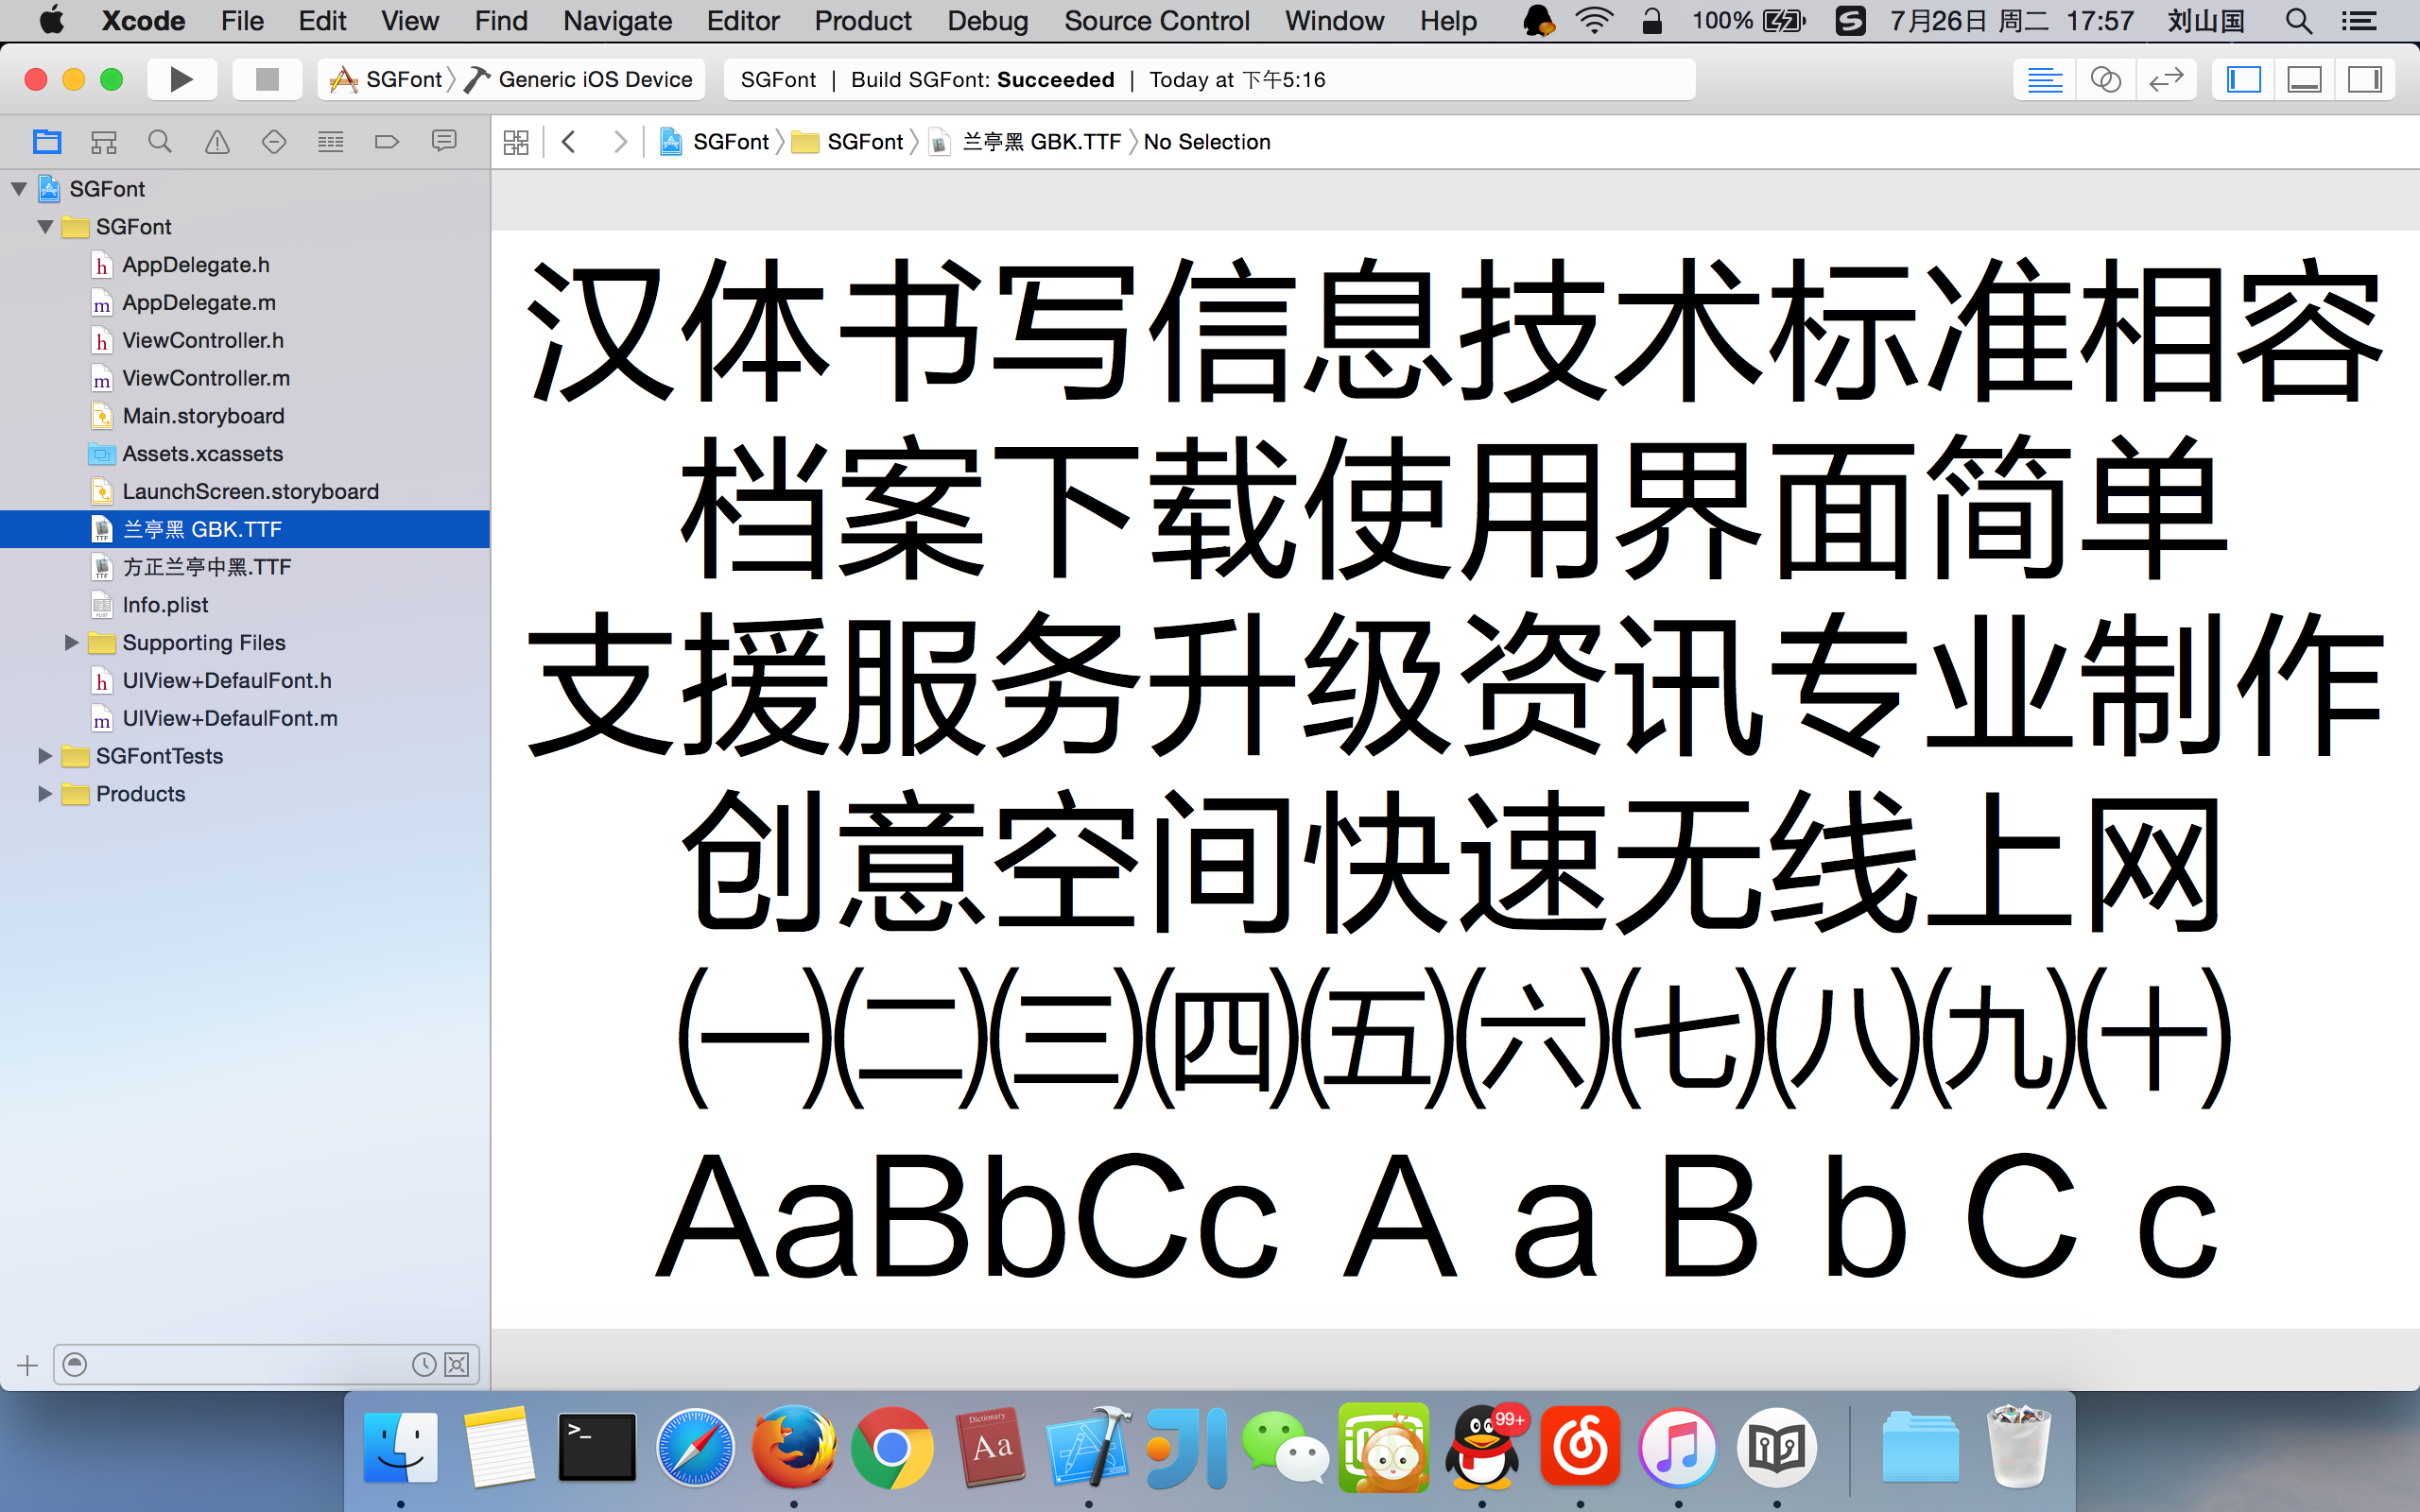 Xcode File Edit View Find Navigate Editor Product Debug Source Control Window Help 100% 7月26日 周二 17:57 刘山国
SGFont Generic iOS Device SGFont | Build SGFont: Succeeded | Today at 下午5:16
SGFont SGFont 兰亭黑 GBK.TTF No Selection
SGFont
SGFont
AppDelegate.h
AppDelegate.m
ViewController.h
ViewController.m
Main.storyboard
Assets.xcassets
LaunchScreen.storyboard
兰亭黑 GBK.TTF
方正兰亭中黑.TTF
Info.plist
Supporting Files
UIView+DefaulFont.h
UIView+DefaulFont.m
SGFontTests
Products
汉体书写信息技术标准相容
档案下载使用界面简单
支援服务升级资讯专业制作
创意空间快速无线上网
㈠㈡㈢㈣㈤㈥㈦㈧㈨㈩
AaBbCc A a B b C c
Dictionary
Aa
99+